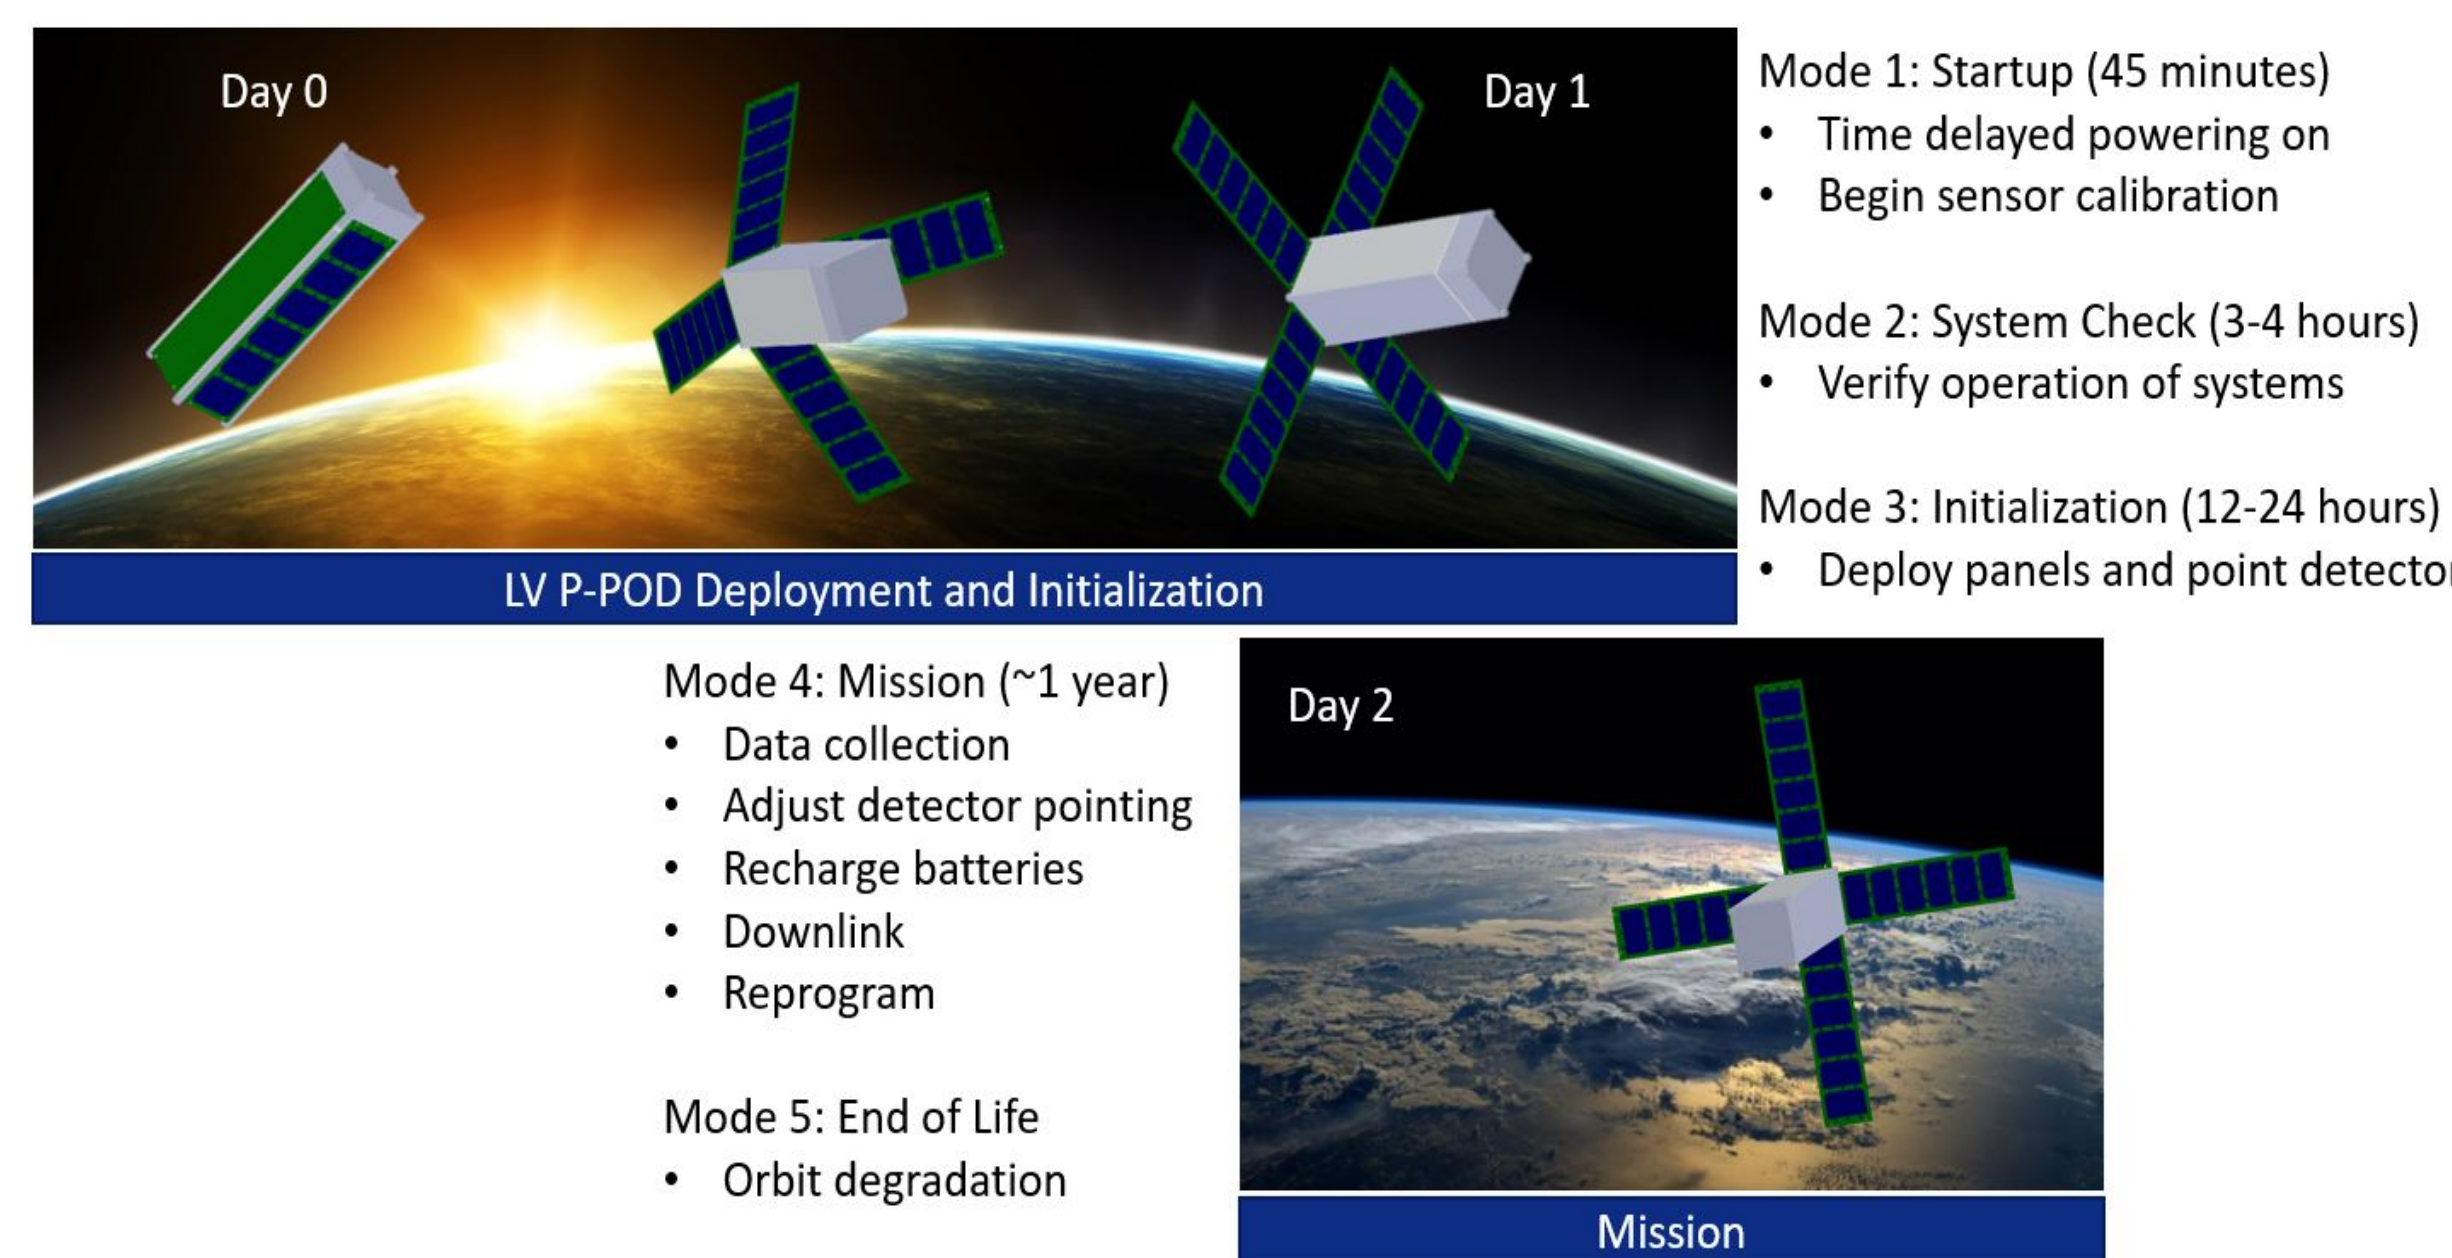 Day 0
Day 1
LV P-POD Deployment and Initialization
Mode 1: Startup (45 minutes)
• Time delayed powering on
• Begin sensor calibration
Mode 2: System Check (3-4 hours)
• Verify operation of systems
Mode 3: Initialization (12-24 hours)
• Deploy panels and point detector
Mode 4: Mission (~1 year)
• Data collection
• Adjust detector pointing
• Recharge batteries
• Downlink
• Reprogram
Mode 5: End of Life
• Orbit degradation
Day 2
Mission